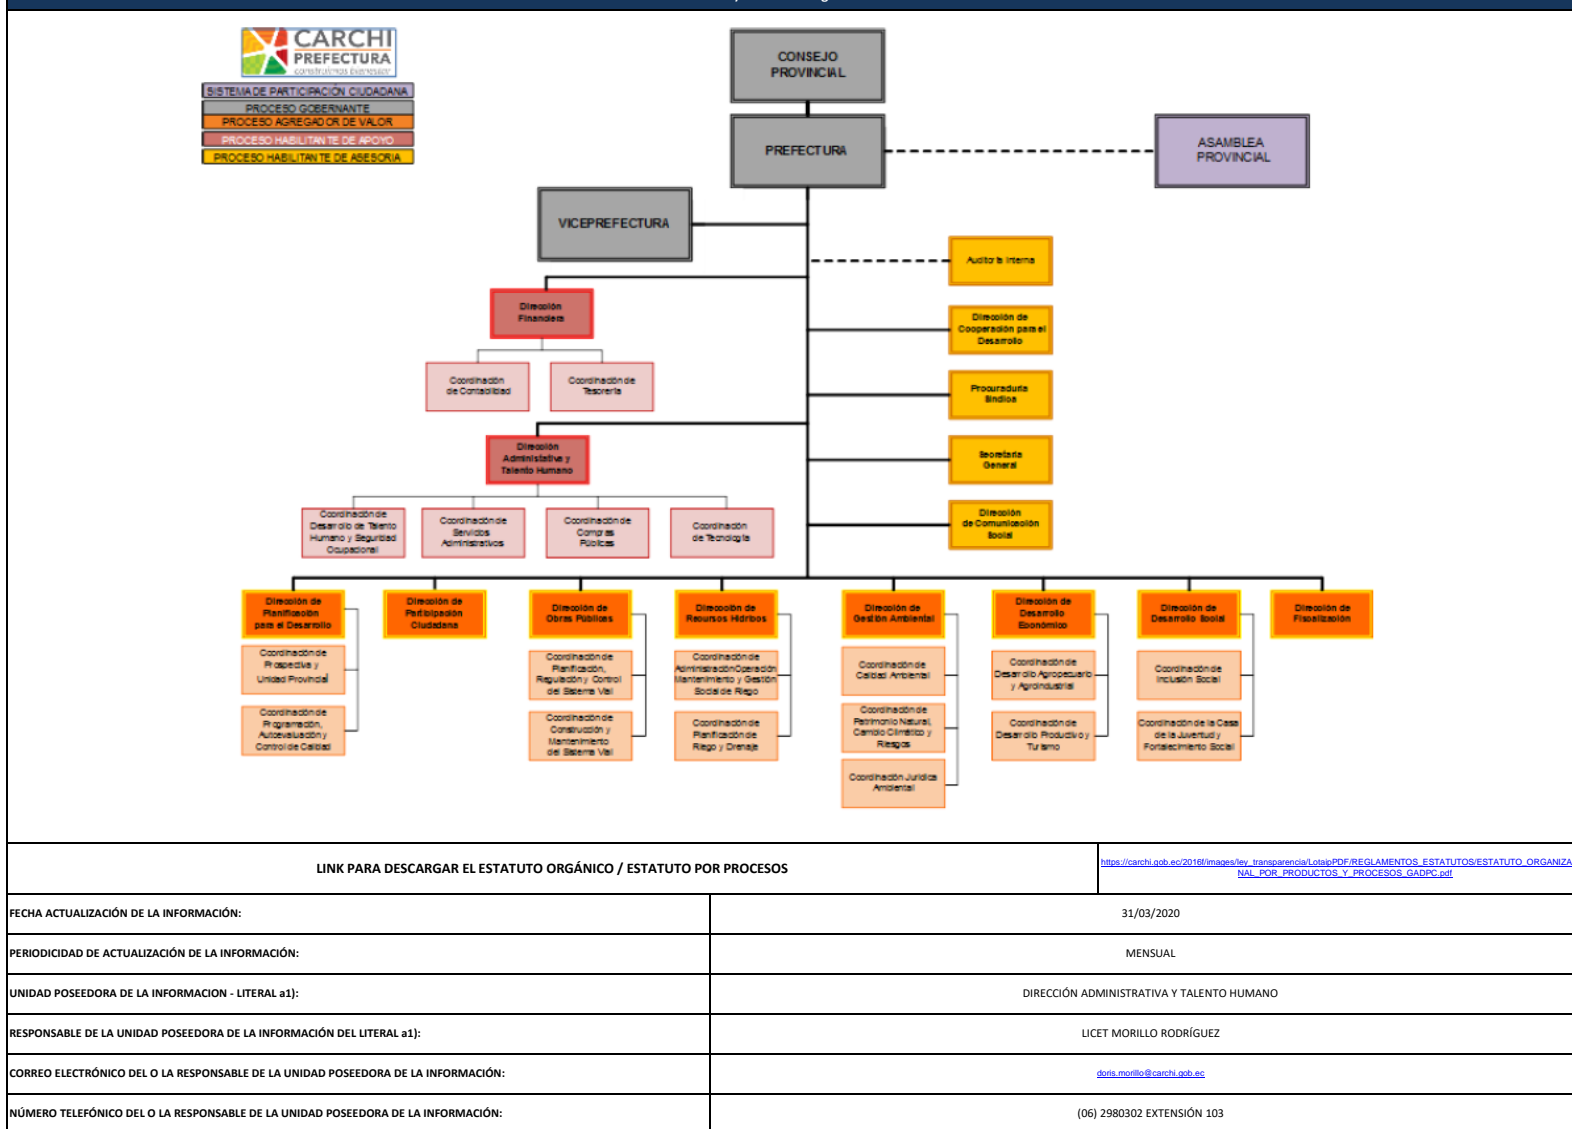 CARCHI
PREFECTURA
construimos bienestar
SISTEMA DE PARTICIPACIÓN CIUDADANA
PROCESO GOBERNANTE
PROCESO AGREGADOR DE VALOR
PROCESO HABILITANTE DE APOYO
PROCESO HABILITANTE DE ASESORIA
CONSEJO
PROVINCIAL
PREFECTURA
ASAMBLEA
PROVINCIAL
VICEPREFECTURA
Auditoría Interna
Dirección
Financiera
Dirección de
Cooperación para el
Desarrollo
Coordinación
de Contabilidad
Coordinación de
Tesorería
Procuraduría
Sindica
Dirección
Administativa y
Talento Humano
Secretaria
General
Coordinación de
Desarrollo de Talento
Humano y Seguridad
Ocupacional
Coordinación de
Servicios
Administrativos
Coordinación de
Compras
Públicas
Coordinación
de Tecnología
Dirección
de Comunicación
Social
Dirección de
Planificación
para el Desarrollo
Dirección de
Participación
Ciudadana
Dirección de
Obras Públicas
Dirección de
Recursos Hídricos
Dirección de
Gestión Ambiental
Dirección de
Desarrollo
Económico
Dirección de
Desarrollo Social
Dirección de
Fiscalización
Coordinación de
Prospectiva y
Unidad Provincial
Coordinación de
Planificación,
Regulación y Control
del Sistema Vial
Coordinación de
Administración Operación
Mantenimiento y Gestión
Social de Riego
Coordinación de
Calidad Ambiental
Coordinación de
Desarrollo Agropecuario
y Agroindustrial
Coordinación de
Inclusión Social
Coordinación de
Programación,
Autoevaluación y
Control de Calidad
Coordinación de
Construcción y
Mantenimiento
del Sistema Vial
Coordinación de
Planificación de
Riego y Drenaje
Coordinación de
Patrimonio Natural,
Cambio Climático y
Riesgos
Coordinación de
Desarrollo Productivo y
Turismo
Coordinación de la Casa
de la Juventud y
Fortalecimiento Social
Coordinación Jurídica
Ambiental
LINK PARA DESCARGAR EL ESTATUTO ORGÁNICO / ESTATUTO POR PROCESOS
https://carchi.gob.ec/2016f/images/ley_transparencia/LotaipPDF/REGLAMENTOS_ESTATUTOS/ESTATUTO_ORGANIZA
NAL_POR_PRODUCTOS_Y_PROCESOS_GADPC.pdf
FECHA ACTUALIZACIÓN DE LA INFORMACIÓN:
31/03/2020
PERIODICIDAD DE ACTUALIZACIÓN DE LA INFORMACIÓN:
MENSUAL
UNIDAD POSEEDORA DE LA INFORMACION - LITERAL a1):
DIRECCIÓN ADMINISTRATIVA Y TALENTO HUMANO
RESPONSABLE DE LA UNIDAD POSEEDORA DE LA INFORMACIÓN DEL LITERAL a1):
LICET MORILLO RODRÍGUEZ
CORREO ELECTRÓNICO DEL O LA RESPONSABLE DE LA UNIDAD POSEEDORA DE LA INFORMACIÓN:
doris.morillo@carchi.gob.ec
NÚMERO TELEFÓNICO DEL O LA RESPONSABLE DE LA UNIDAD POSEEDORA DE LA INFORMACIÓN:
(06) 2980302 EXTENSIÓN 103